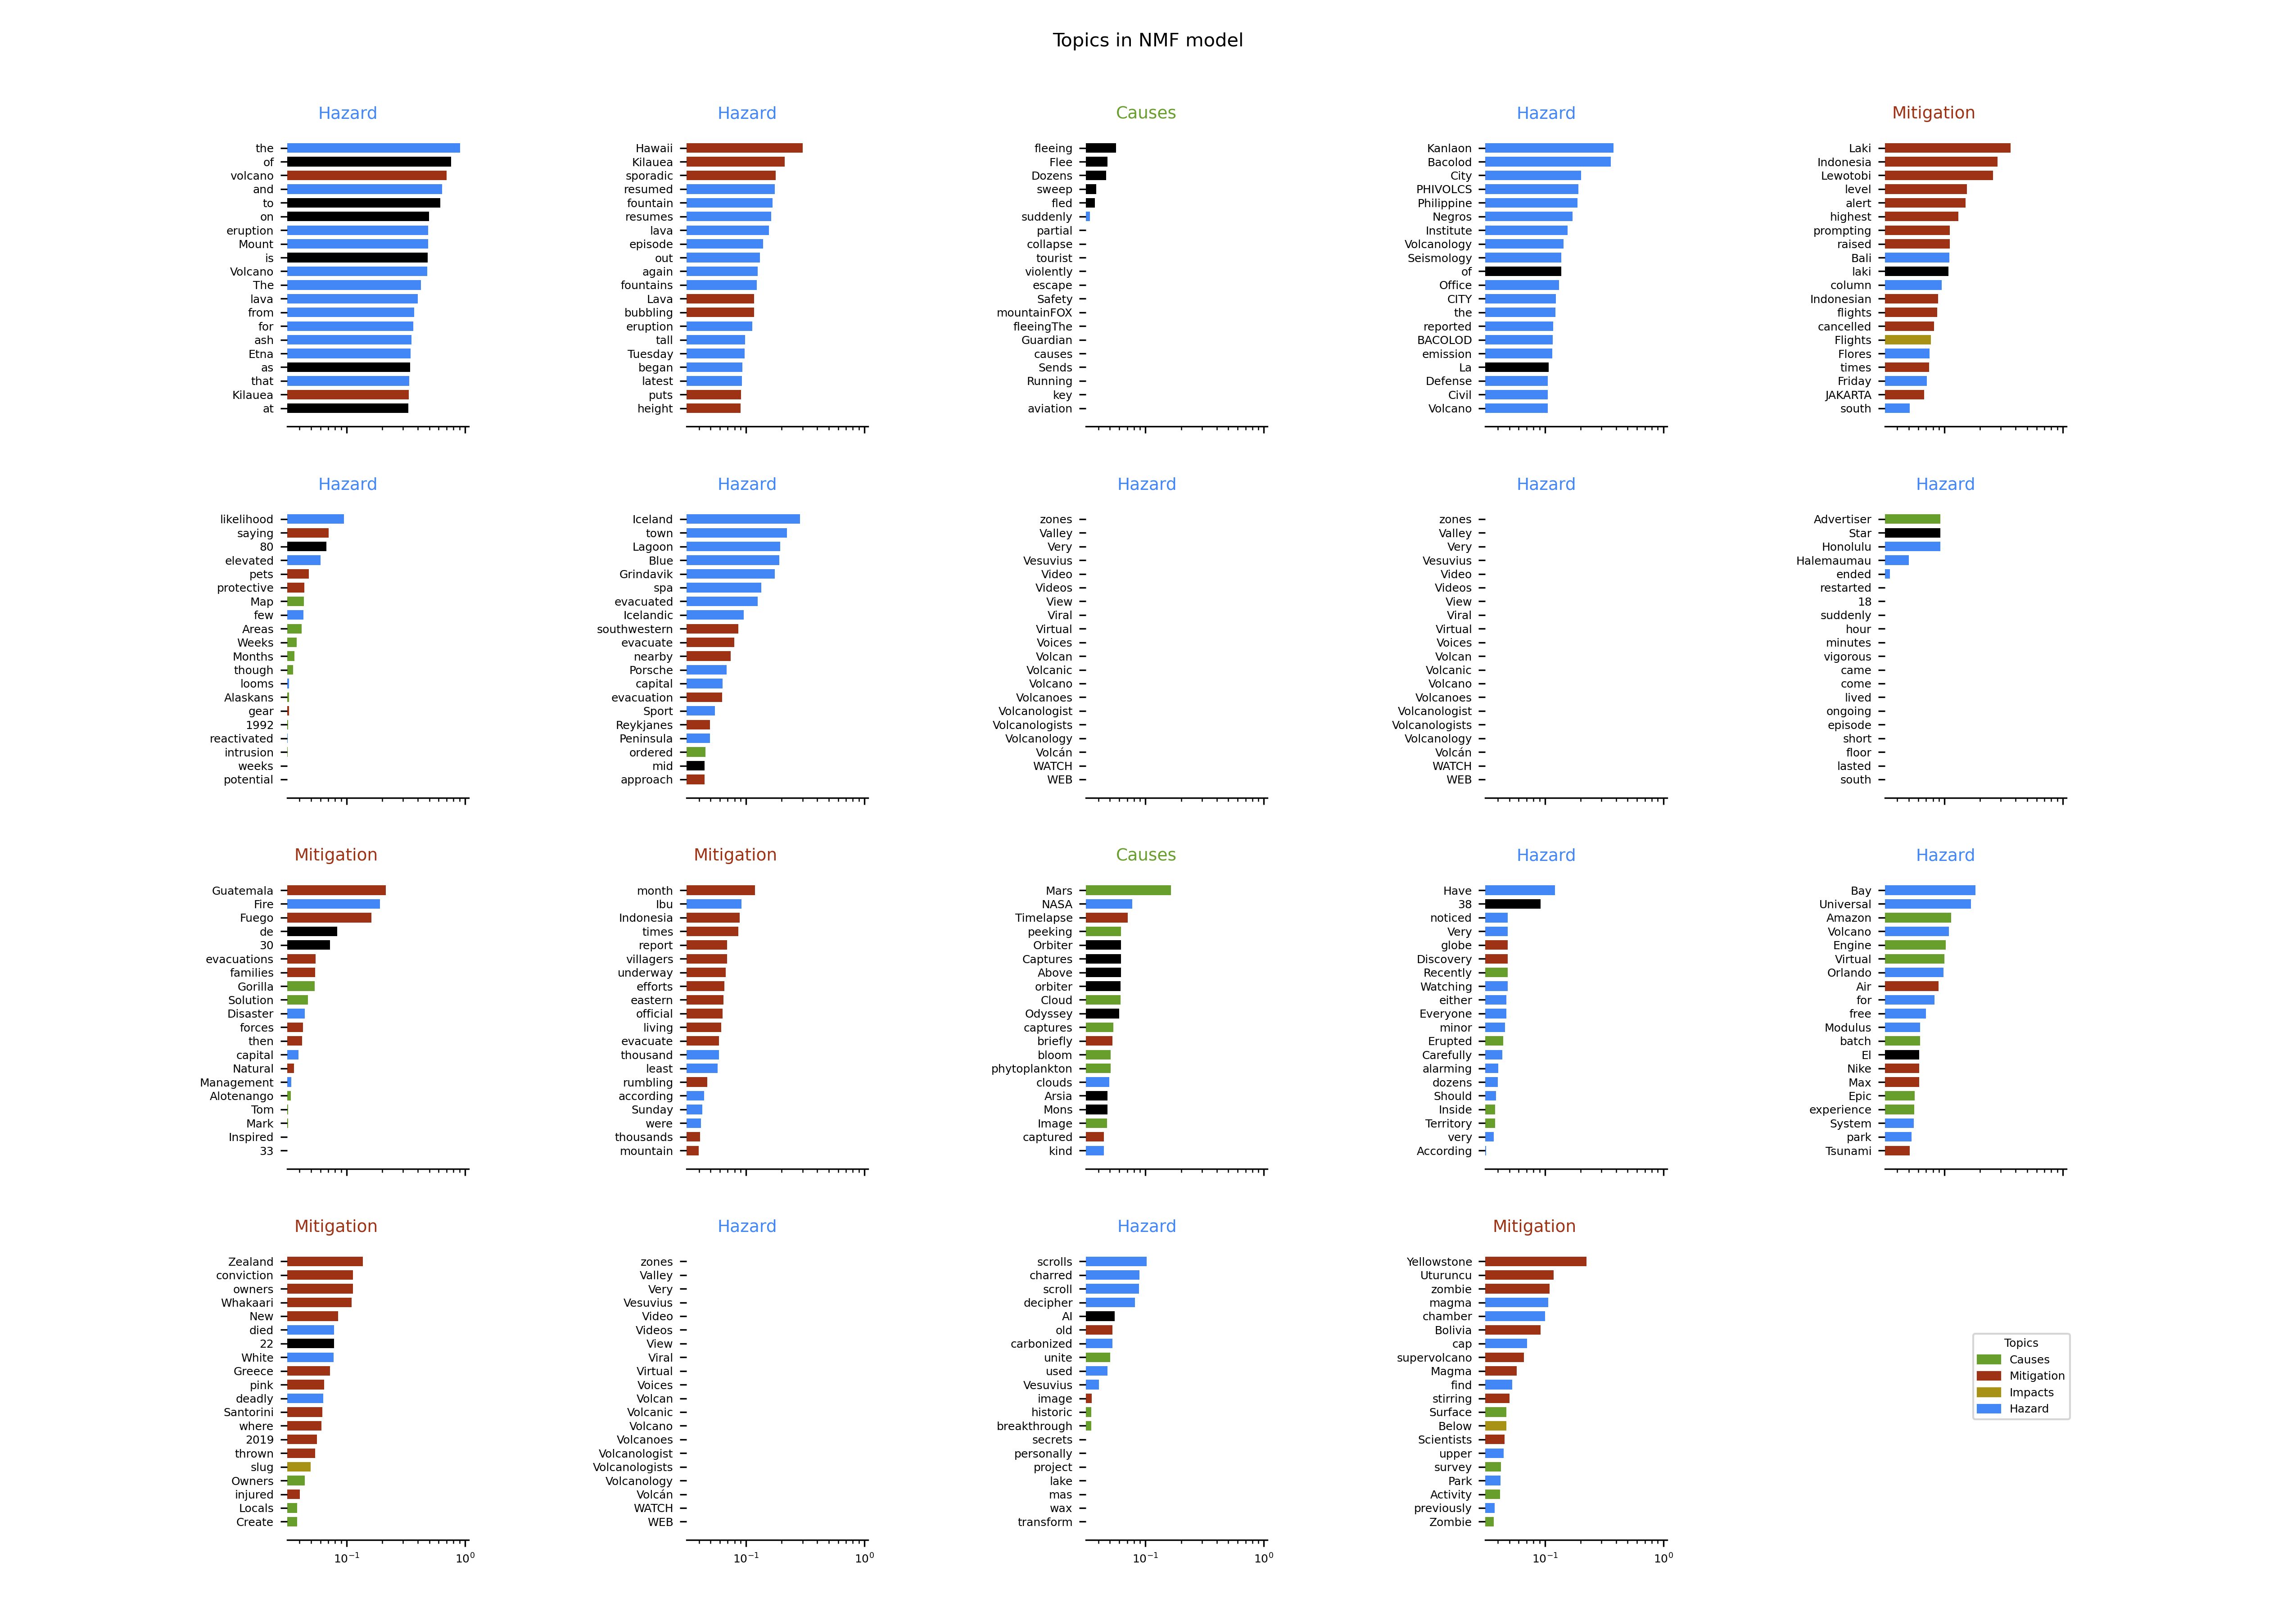 Topics in NMF model
Hazard
the
of
volcano
and
to
on
eruption
Mount
is
Volcano
The
lava
from
for
ash
Etna
as
that
Kilauea
at
Hazard
Hawaii
Kilauea
sporadic
resumed
fountain
resumes
lava
episode
out
again
fountains
Lava
bubbling
eruption
tall
Tuesday
began
latest
puts
height
Causes
fleeing
Flee
Dozens
sweep
fled
suddenly
partial
collapse
tourist
violently
escape
Safety
mountainFOX
fleeingThe
Guardian
causes
Sends
Running
key
aviation
Hazard
Kanlaon
Bacolod
City
PHIVOLCS
Philippine
Negros
Institute
Volcanology
Seismology
of
Office
CITY
the
reported
BACOLOD
emission
La
Defense
Civil
Volcano
Mitigation
Laki
Indonesia
Lewotobi
level
alert
highest
prompting
raised
Bali
laki
column
Indonesian
flights
cancelled
Flights
Flores
times
Friday
JAKARTA
south
Hazard
likelihood
saying
80
elevated
pets
protective
Map
few
Areas
Weeks
Months
though
looms
Alaskans
gear
1992
reactivated
intrusion
weeks
potential
Hazard
Iceland
town
Lagoon
Blue
Grindavik
spa
evacuated
Icelandic
southwestern
evacuate
nearby
Porsche
capital
evacuation
Sport
Reykjanes
Peninsula
ordered
mid
approach
Hazard
zones
Valley
Very
Vesuvius
Video
Videos
View
Viral
Virtual
Voices
Volcan
Volcanic
Volcano
Volcanoes
Volcanologist
Volcanologists
Volcanology
Volcán
WATCH
WEB
Hazard
zones
Valley
Very
Vesuvius
Video
Videos
View
Viral
Virtual
Voices
Volcan
Volcanic
Volcano
Volcanoes
Volcanologist
Volcanologists
Volcanology
Volcán
WATCH
WEB
Hazard
Advertiser
Star
Honolulu
Halemaumau
ended
restarted
18
suddenly
hour
minutes
vigorous
came
come
lived
ongoing
episode
short
floor
lasted
south
Mitigation
Guatemala
Fire
Fuego
de
30
evacuations
families
Gorilla
Solution
Disaster
forces
then
capital
Natural
Management
Alotenango
Tom
Mark
Inspired
33
Mitigation
month
Ibu
Indonesia
times
report
villagers
underway
efforts
eastern
official
living
evacuate
thousand
least
rumbling
according
Sunday
were
thousands
mountain
Causes
Mars
NASA
Timelapse
peeking
Orbiter
Captures
Above
orbiter
Cloud
Odyssey
captures
briefly
bloom
phytoplankton
clouds
Arsia
Mons
Image
captured
kind
Hazard
Have
38
noticed
Very
globe
Discovery
Recently
Watching
either
Everyone
minor
Erupted
Carefully
alarming
dozens
Should
Inside
Territory
very
According
Hazard
Bay
Universal
Amazon
Volcano
Engine
Virtual
Orlando
Air
for
free
Modulus
batch
El
Nike
Max
Epic
experience
System
park
Tsunami
Mitigation
Zealand
conviction
owners
Whakaari
New
died
22
White
Greece
pink
deadly
Santorini
where
2019
thrown
slug
Owners
injured
Locals
Create
10⁻¹ 10⁰
Hazard
zones
Valley
Very
Vesuvius
Video
Videos
View
Viral
Virtual
Voices
Volcan
Volcanic
Volcano
Volcanoes
Volcanologist
Volcanologists
Volcanology
Volcán
WATCH
WEB
10⁻¹ 10⁰
Hazard
scrolls
charred
scroll
decipher
AI
old
carbonized
unite
used
Vesuvius
image
historic
breakthrough
secrets
personally
project
lake
mas
wax
transform
10⁻¹ 10⁰
Mitigation
Yellowstone
Uturuncu
zombie
magma
chamber
Bolivia
cap
supervolcano
Magma
find
stirring
Surface
Below
Scientists
upper
survey
Park
Activity
previously
Zombie
10⁻¹ 10⁰
Topics
Causes
Mitigation
Impacts
Hazard